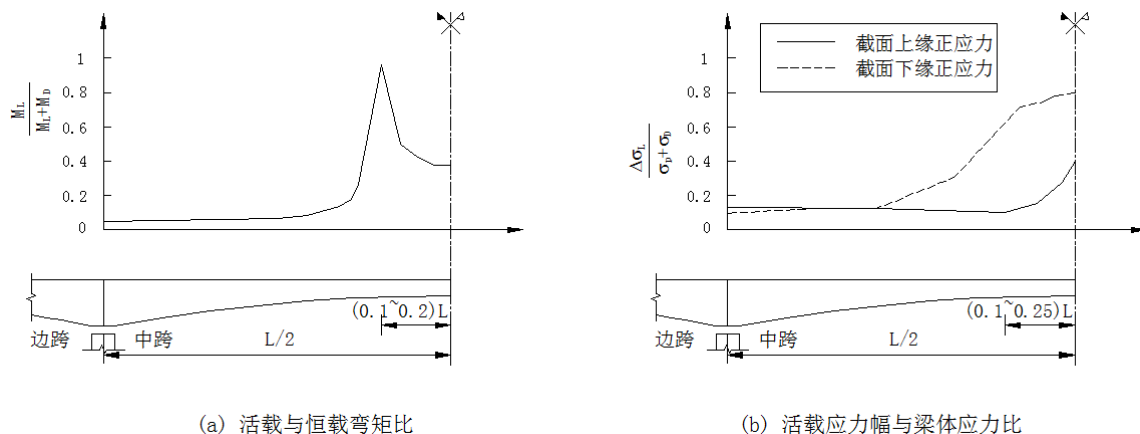 1
0.8
0.6
0.4
0.2
0
M_L
M_L+M_D
边跨
中跨
(0.1~0.2)L
L/2
(a) 活载与恒载弯矩比
截面上缘正应力
截面下缘正应力
1
0.8
0.6
0.4
0.2
0
Δσ_L
σ_P+σ_D
边跨
中跨
(0.1~0.25)L
L/2
(b) 活载应力幅与梁体应力比